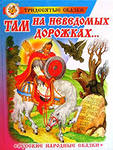 ТРИДЕСЯТЫЕ СКАЗКИ
ТАМ НА НЕВЕДОМЫХ
ДОРОЖКАХ...
•РУССКИЕ НАРОДНЫЕ СКАЗКИ•